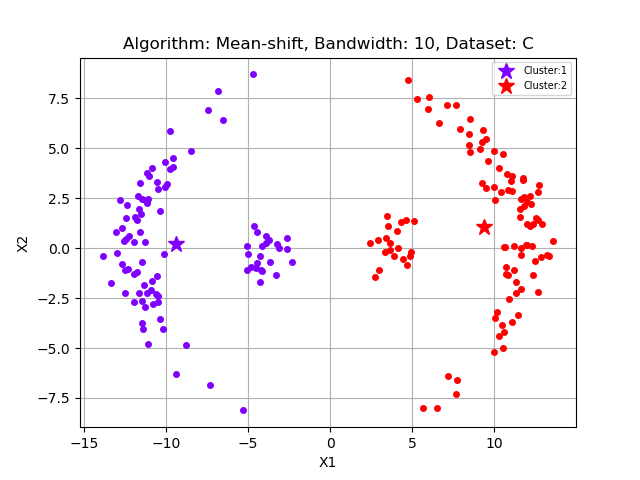 Algorithm: Mean-shift, Bandwidth: 10, Dataset: C
Cluster:1
Cluster:2
7.5
5.0
2.5
0.0
−2.5
−5.0
−7.5
X2
−15
−10
−5
0
5
10
X1